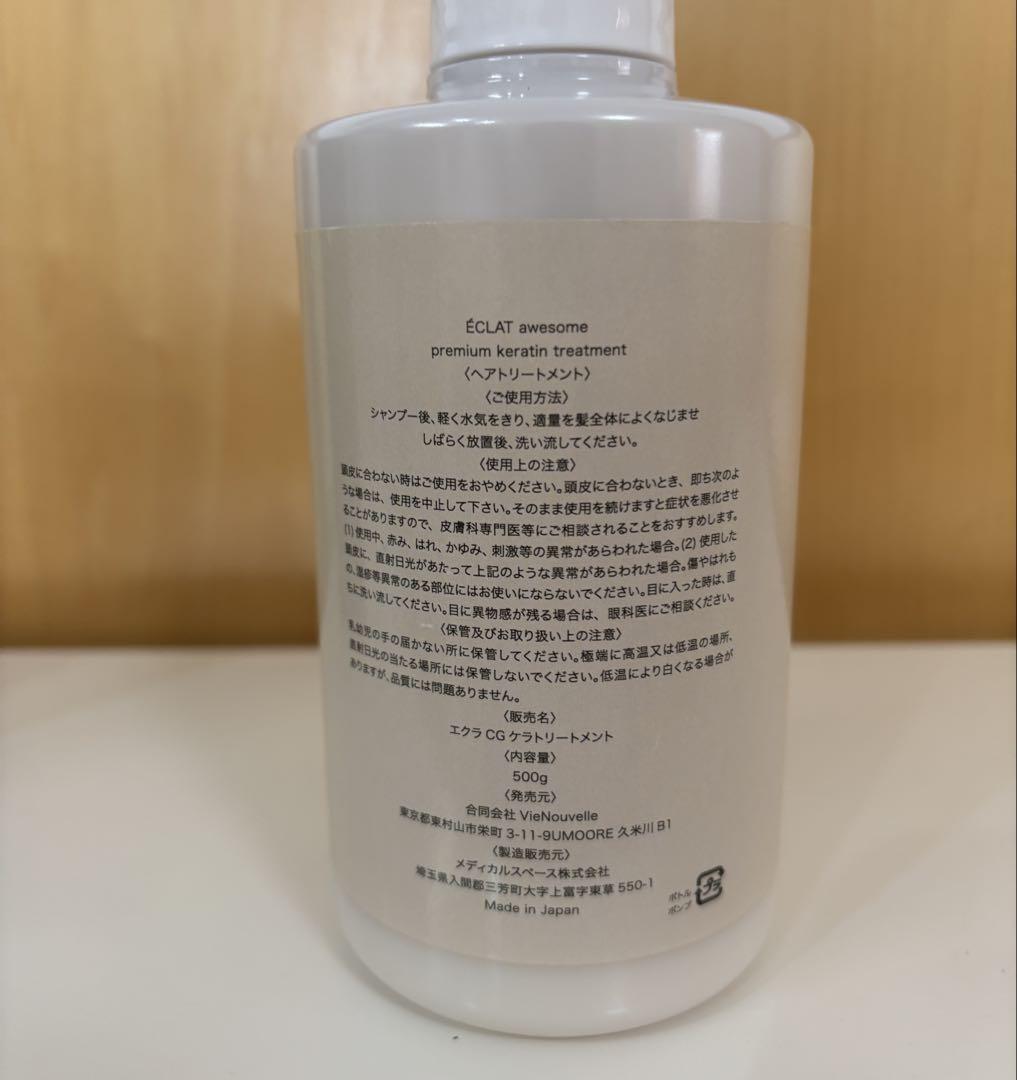 ÉCLAT awesome
premium keratin treatment
〈ヘアトリートメント〉
〈ご使用方法〉
シャンプー後、軽く水気をきり、適量を髪全体によくなじませ
しばらく放置後、洗い流してください。
〈使用上の注意〉
頭皮に合わない時はご使用をおやめください。頭皮に合わないとき、即ち次のよ
うな場合は、使用を中止して下さい。そのまま使用を続けますと症状を悪化させ
ることがありますので、皮膚科専門医等にご相談されることをおすすめします。
(1)使用中、赤み、はれ、かゆみ、刺激等の異常があらわれた場合。(2)使用した
頭皮に、直射日光があたって上記のような異常があらわれた場合。傷やはれも
の、湿疹等異常のある部位にはお使いにならないでください。目に入った時は、直
ちに洗い流してください。目に異物感が残る場合は、眼科医にご相談ください。
〈保管及びお取り扱い上の注意〉
乳幼児の手の届かない所に保管してください。極端に高温又は低温の場所、
直射日光の当たる場所には保管しないでください。低温により白くなる場合が
ありますが、品質には問題ありません。
〈販売名〉
エクラ CG ケラトリートメント
〈内容量〉
500g
〈発売元〉
合同会社 VieNouvelle
東京都東村山市栄町 3-11-9UMOORE 久米川 B1
〈製造販売元〉
メディカルスペース株式会社
埼玉県入間郡三芳町大字上富字東草 550-1
Made in Japan
ボトル
ポンプ
プラ